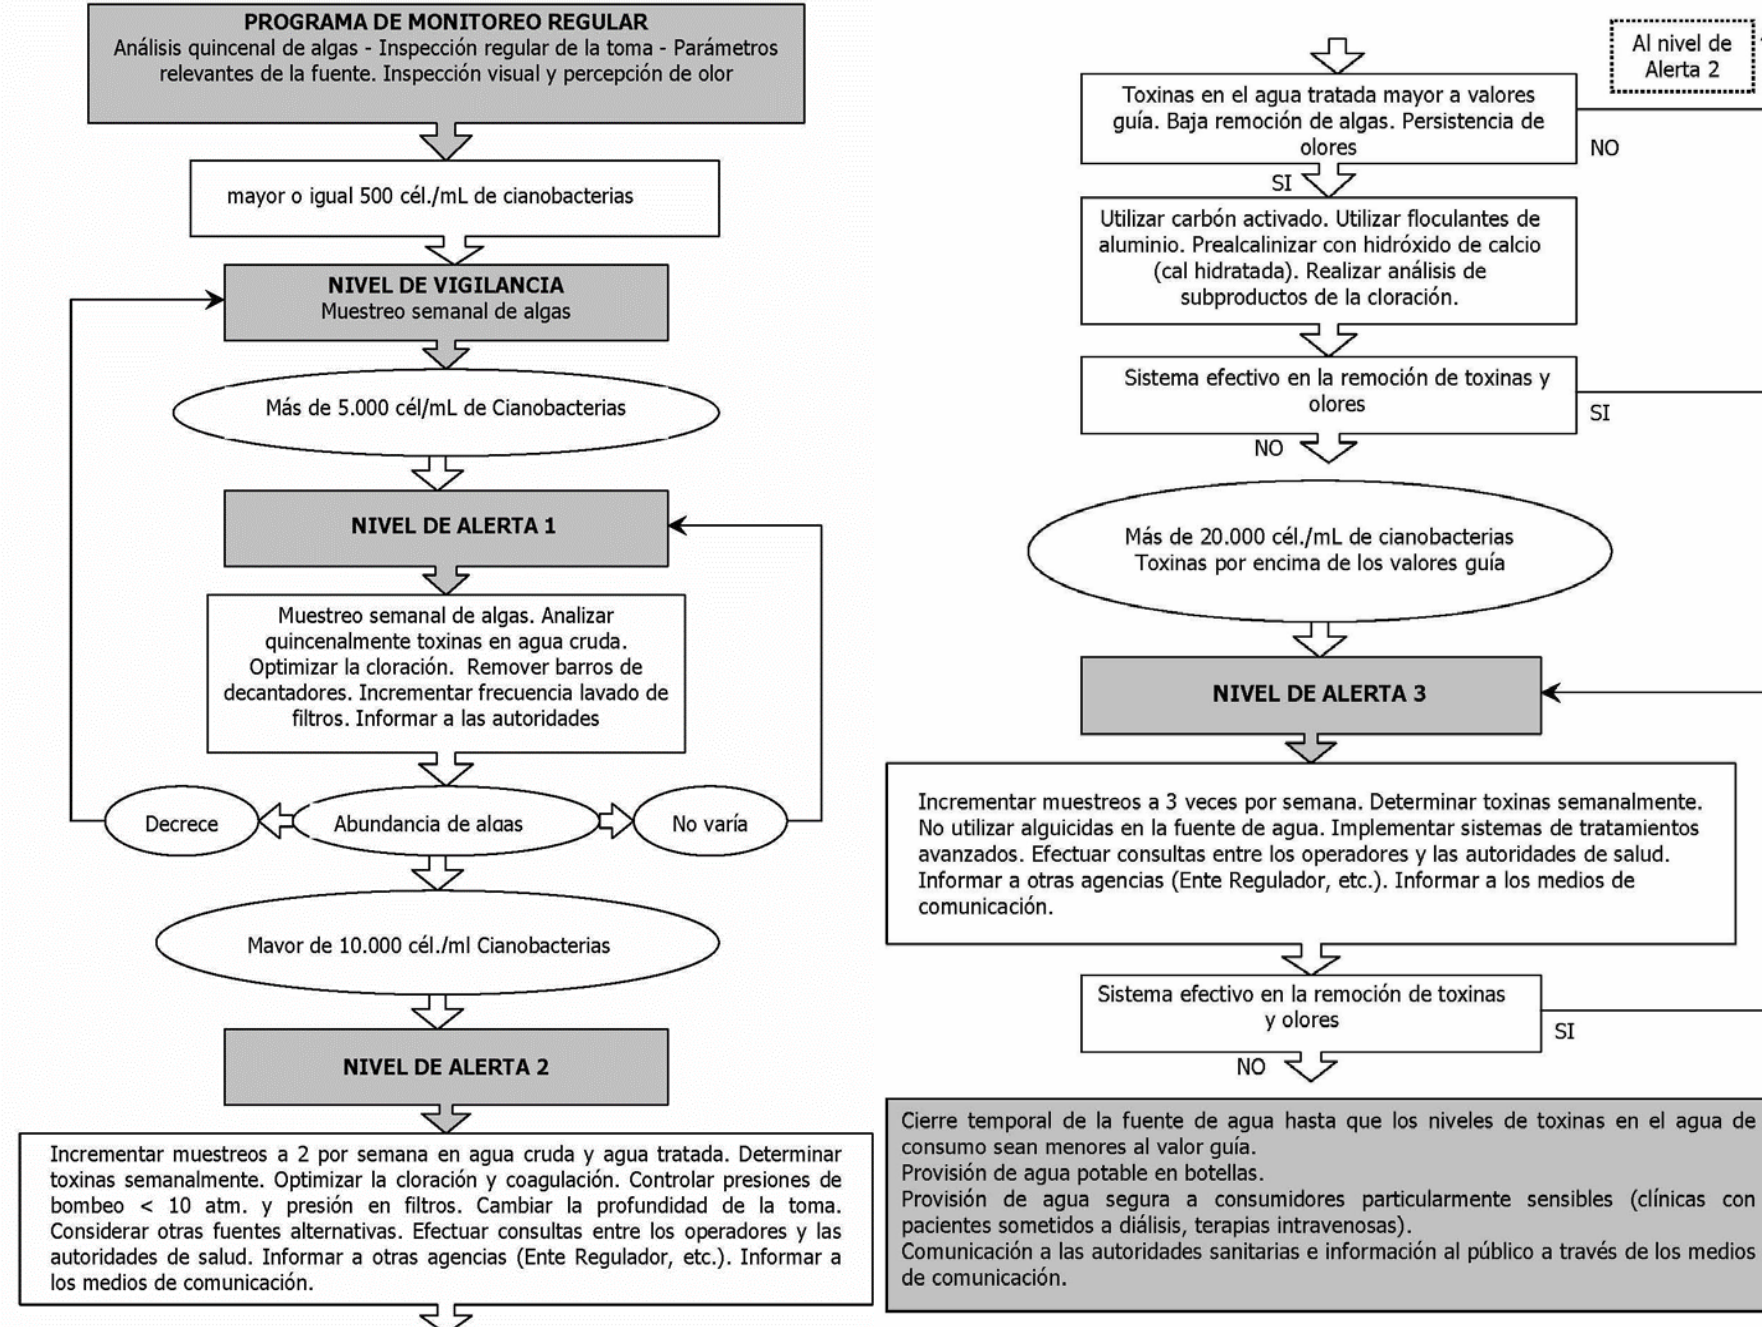 PROGRAMA DE MONITOREO REGULAR
Análisis quincenal de algas - Inspección regular de la toma - Parámetros
relevantes de la fuente. Inspección visual y percepción de olor
mayor o igual 500 cél./mL de cianobacterias
NIVEL DE VIGILANCIA
Muestreo semanal de algas
Más de 5.000 cél/mL de Cianobacterias
NIVEL DE ALERTA 1
Muestreo semanal de algas. Analizar
quincenalmente toxinas en agua cruda.
Optimizar la cloración. Remover barros de
decantadores. Incrementar frecuencia lavado de
filtros. Informar a las autoridades
Decrece
Abundancia de algas
No varía
Mayor de 10.000 cél./ml Cianobacterias
NIVEL DE ALERTA 2
Incrementar muestreos a 2 por semana en agua cruda y agua tratada. Determinar
toxinas semanalmente. Optimizar la cloración y coagulación. Controlar presiones de
bombeo < 10 atm. y presión en filtros. Cambiar la profundidad de la toma.
Considerar otras fuentes alternativas. Efectuar consultas entre los operadores y las
autoridades de salud. Informar a otras agencias (Ente Regulador, etc.). Informar a
los medios de comunicación.
Al nivel de
Alerta 2
Toxinas en el agua tratada mayor a valores
guía. Baja remoción de algas. Persistencia de
olores
NO
SI
Utilizar carbón activado. Utilizar floculantes de
aluminio. Prealcalinizar con hidróxido de calcio
(cal hidratada). Realizar análisis de
subproductos de la cloración.
Sistema efectivo en la remoción de toxinas y
olores
SI
NO
Más de 20.000 cél./mL de cianobacterias
Toxinas por encima de los valores guía
NIVEL DE ALERTA 3
Incrementar muestreos a 3 veces por semana. Determinar toxinas semanalmente.
No utilizar alguicidas en la fuente de agua. Implementar sistemas de tratamientos
avanzados. Efectuar consultas entre los operadores y las autoridades de salud.
Informar a otras agencias (Ente Regulador, etc.). Informar a los medios de
comunicación.
Sistema efectivo en la remoción de toxinas
y olores
SI
NO
Cierre temporal de la fuente de agua hasta que los niveles de toxinas en el agua de
consumo sean menores al valor guía.
Provisión de agua potable en botellas.
Provisión de agua segura a consumidores particularmente sensibles (clínicas con
pacientes sometidos a diálisis, terapias intravenosas).
Comunicación a las autoridades sanitarias e información al público a través de los medios
de comunicación.